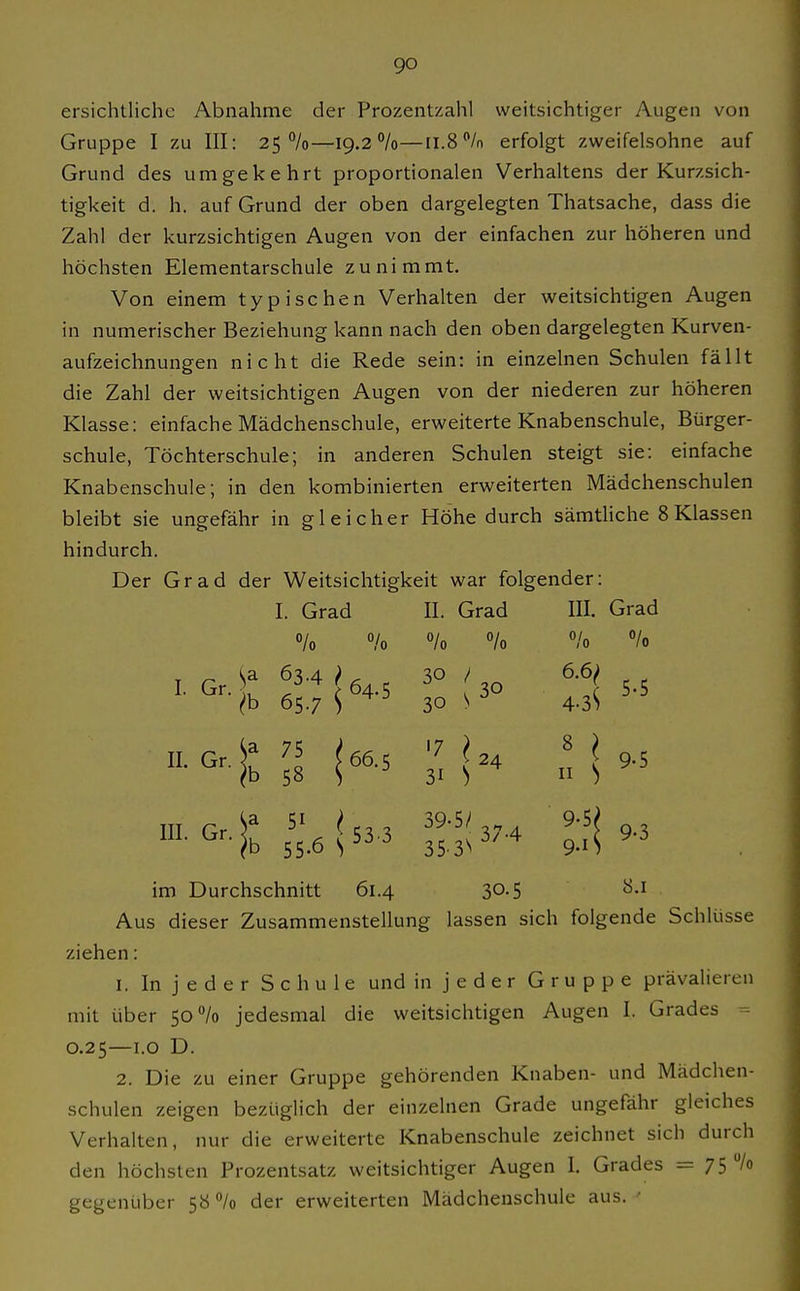 90
ersichtliche Abnahme der Prozentzahl weitsichtiger Augen von
Gruppe I zu III: 25 %—19.2 %—11.8 % erfolgt zweifelsohne auf
Grund des umgekehrt proportionalen Verhaltens der Kurzsich-
tigkeit d. h. auf Grund der oben dargelegten Thatsache, dass die
Zahl der kurzsichtigen Augen von der einfachen zur höheren und
höchsten Elementarschule zunimmt.
Von einem typischen Verhalten der weitsichtigen Augen
in numerischer Beziehung kann nach den oben dargelegten Kurven-
aufzeichnungen nicht die Rede sein: in einzelnen Schulen fällt
die Zahl der weitsichtigen Augen von der niederen zur höheren
Klasse: einfache Mädchenschule, erweiterte Knabenschule, Bürger-
schule, Töchterschule; in anderen Schulen steigt sie: einfache
Knabenschule; in den kombinierten erweiterten Mädchenschulen
bleibt sie ungefähr in gleicher Höhe durch sämtliche 8 Klassen
hindurch.
Der Grad der Weitsichtigkeit war folgender:
I. Grad II. Grad III. Grad
% % % % % %
I. Gr. { a 63.4 } 64.5 30 } 30 6.6 } 5.5
{ b 65.7 } 30 } 4.3 }
II. Gr. { a 75 } 66.5 17 } 24 8 } 9.5
{ b 58 } 31 } 11 }
III. Gr. { a 51 } 53.3 39.5 } 37.4 9.5 } 9.3
{ b 55.6 } 35.3 } 9.1 }
im Durchschnitt 61.4 30.5 8.1
Aus dieser Zusammenstellung lassen sich folgende Schlüsse
ziehen:
1. In jeder Schule und in jeder Gruppe prävalieren
mit über 50 % jedesmal die weitsichtigen Augen I. Grades =
0.25—1.0 D.
2. Die zu einer Gruppe gehörenden Knaben- und Mädchen-
schulen zeigen bezüglich der einzelnen Grade ungefähr gleiches
Verhalten, nur die erweiterte Knabenschule zeichnet sich durch
den höchsten Prozentsatz weitsichtiger Augen I. Grades = 75 %
gegenüber 58 % der erweiterten Mädchenschule aus.